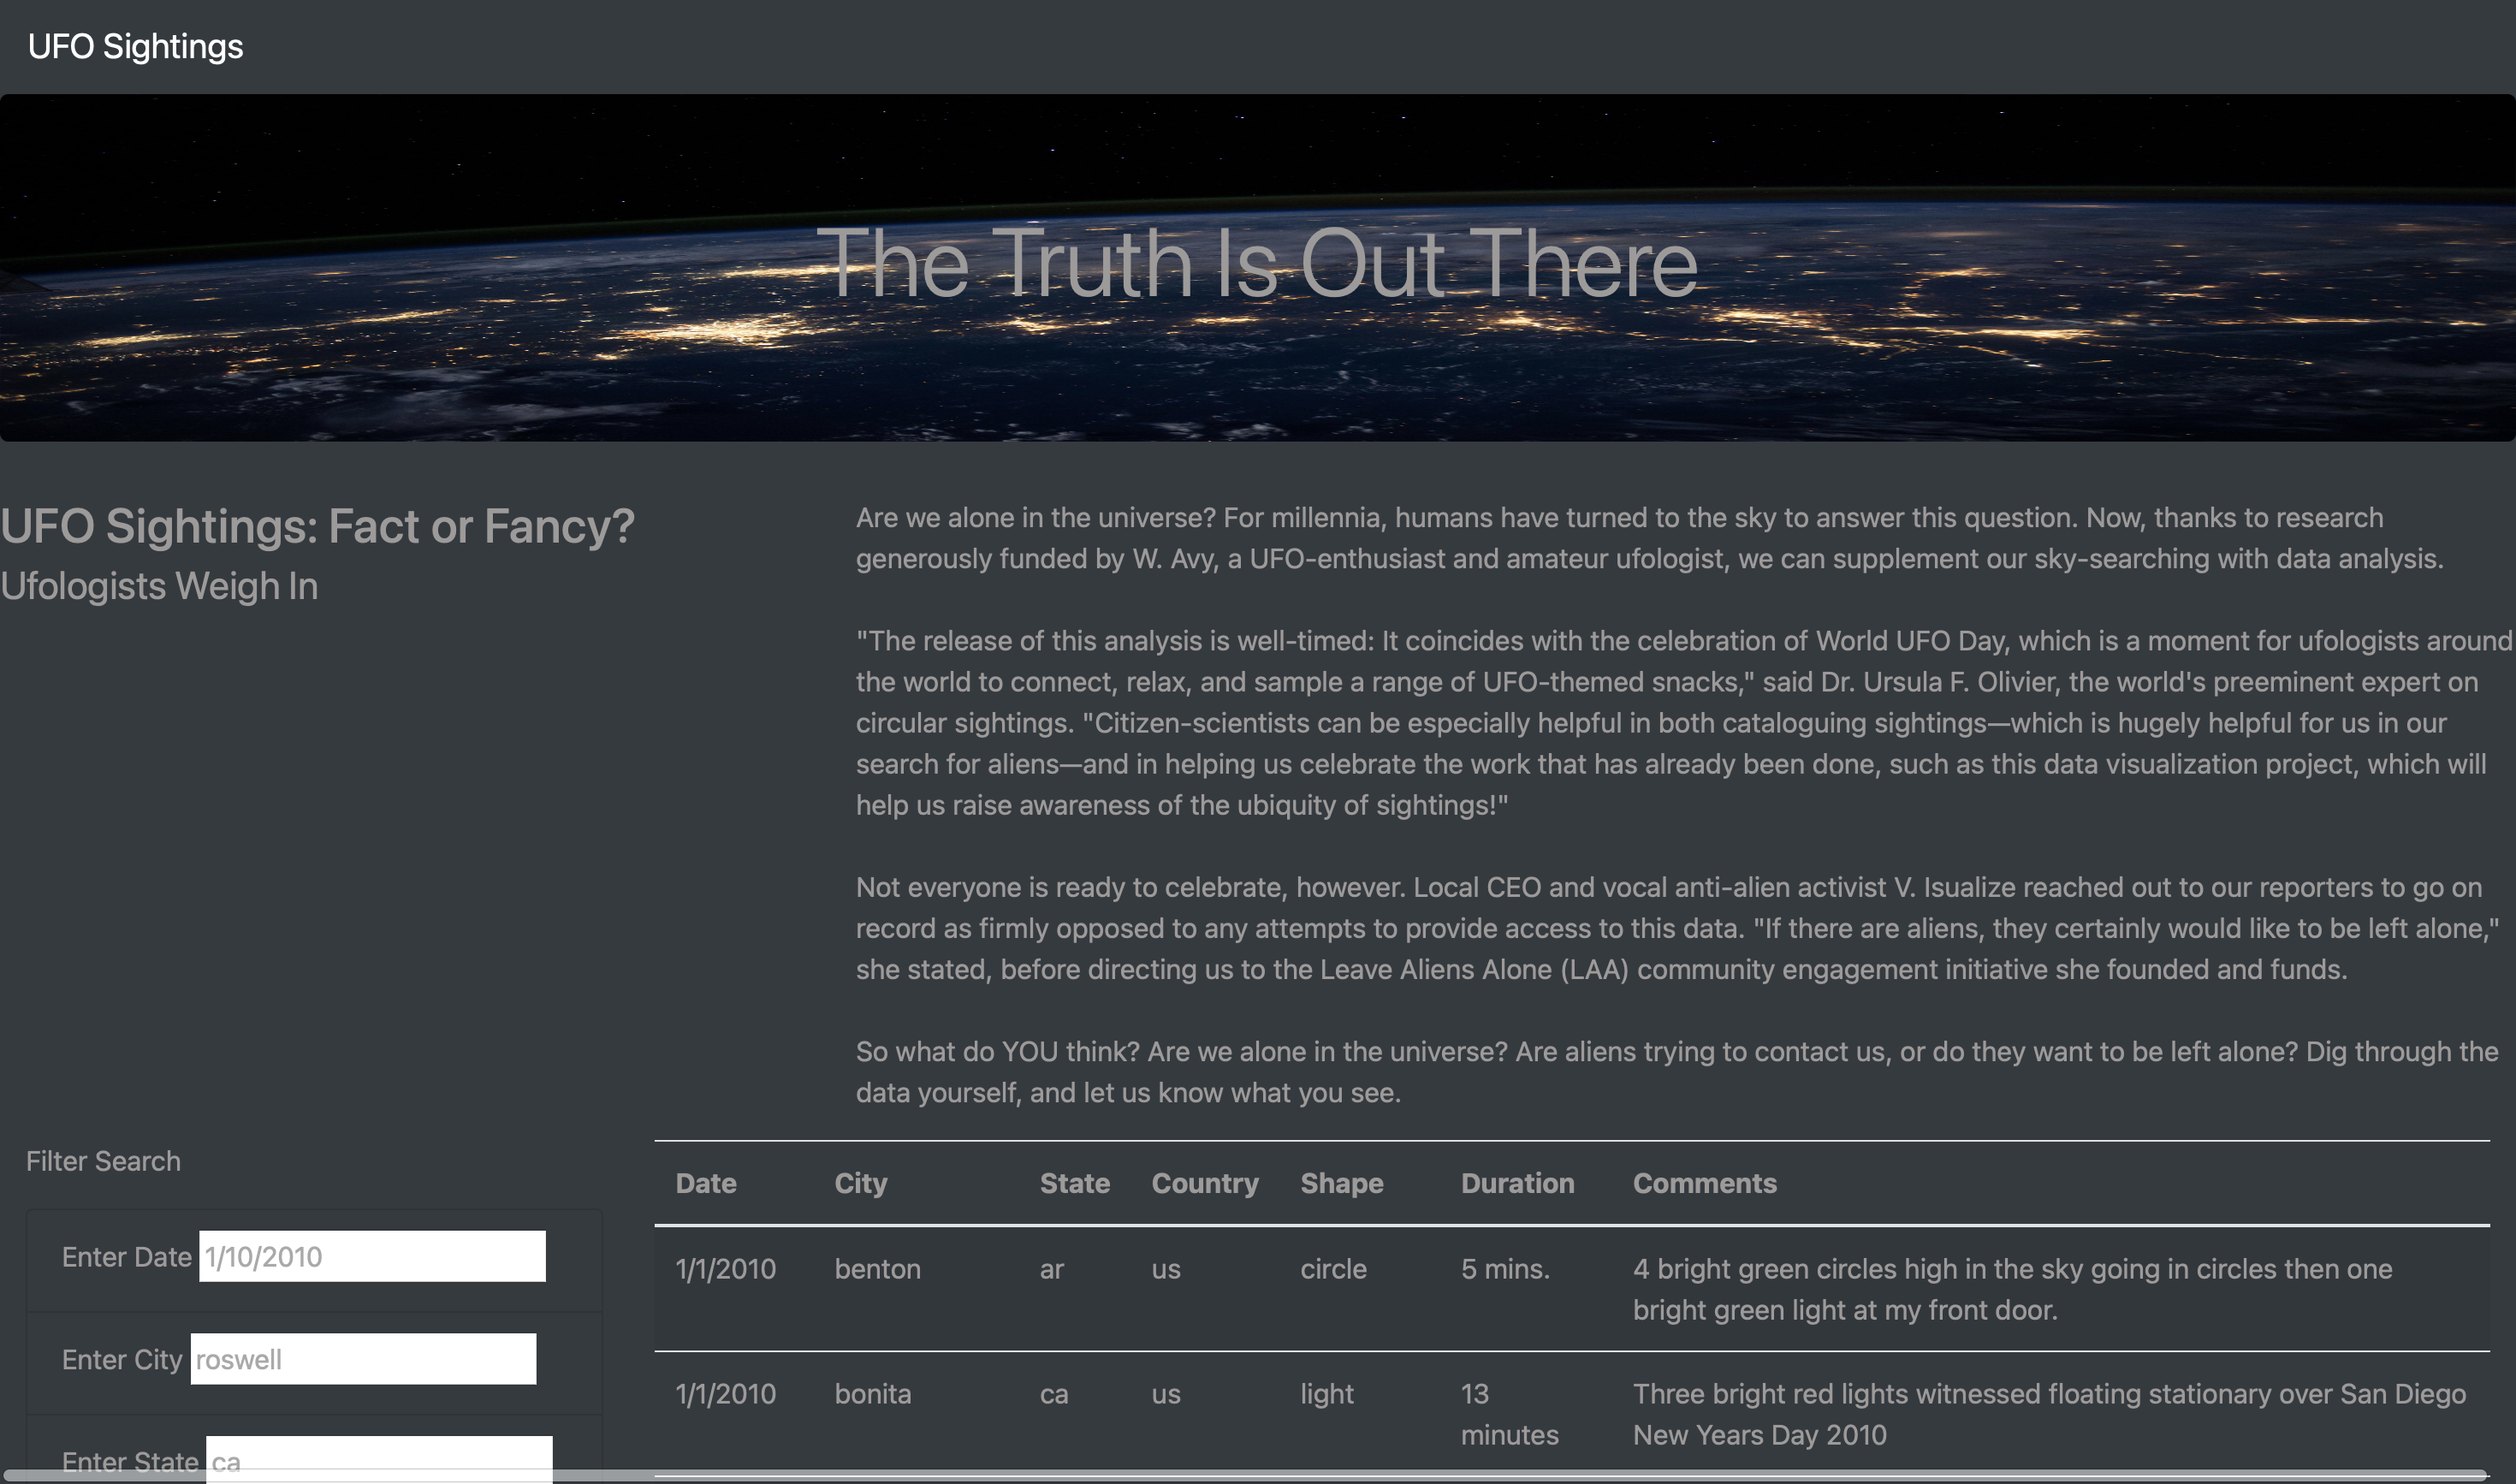 UFO Sightings
The Truth Is Out There
UFO Sightings: Fact or Fancy?
Ufologists Weigh In
Are we alone in the universe? For millennia, humans have turned to the sky to answer this question. Now, thanks to research
generously funded by W. Avy, a UFO-enthusiast and amateur ufologist, we can supplement our sky-searching with data analysis.
"The release of this analysis is well-timed: It coincides with the celebration of World UFO Day, which is a moment for ufologists around
the world to connect, relax, and sample a range of UFO-themed snacks," said Dr. Ursula F. Olivier, the world's preeminent expert on
circular sightings. "Citizen-scientists can be especially helpful in both cataloguing sightings—which is hugely helpful for us in our
search for aliens—and in helping us celebrate the work that has already been done, such as this data visualization project, which will
help us raise awareness of the ubiquity of sightings!"
Not everyone is ready to celebrate, however. Local CEO and vocal anti-alien activist V. Isualize reached out to our reporters to go on
record as firmly opposed to any attempts to provide access to this data. "If there are aliens, they certainly would like to be left alone,"
she stated, before directing us to the Leave Aliens Alone (LAA) community engagement initiative she founded and funds.
So what do YOU think? Are we alone in the universe? Are aliens trying to contact us, or do they want to be left alone? Dig through the
data yourself, and let us know what you see.
Filter Search
Enter Date 1/10/2010
Enter City roswell
Enter State ca
Date City State Country Shape Duration Comments
1/1/2010 benton ar us circle 5 mins. 4 bright green circles high in the sky going in circles then one
bright green light at my front door.
1/1/2010 bonita ca us light 13 Three bright red lights witnessed floating stationary over San Diego
minutes New Years Day 2010